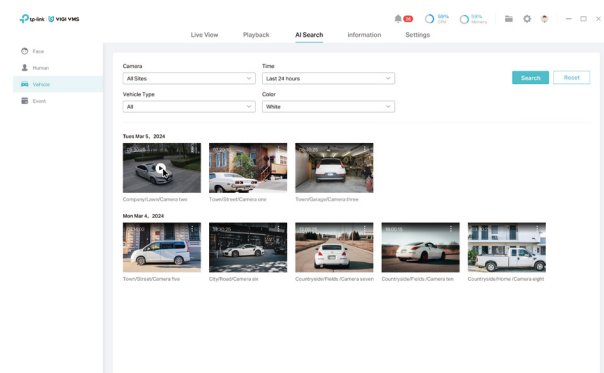 tp-link VIGI VMS
Live View Playback AI Search Information Settings
Face
Human
Vehicle
Event
Camera
All Sites
Time
Last 24 hours
Search
Reset
Vehicle Type
All
Color
White
Tues Mar 5, 2024
Company/Lawn/Camera two
Town/Street/Camera one
Town/Garage/Camera three
Mon Mar 4, 2024
Town/Street/Camera five
City/Road/Camera six
Countryside/Fields/Camera seven
Countryside/Fields /Camera ten
Countryside/Home /Camera eight